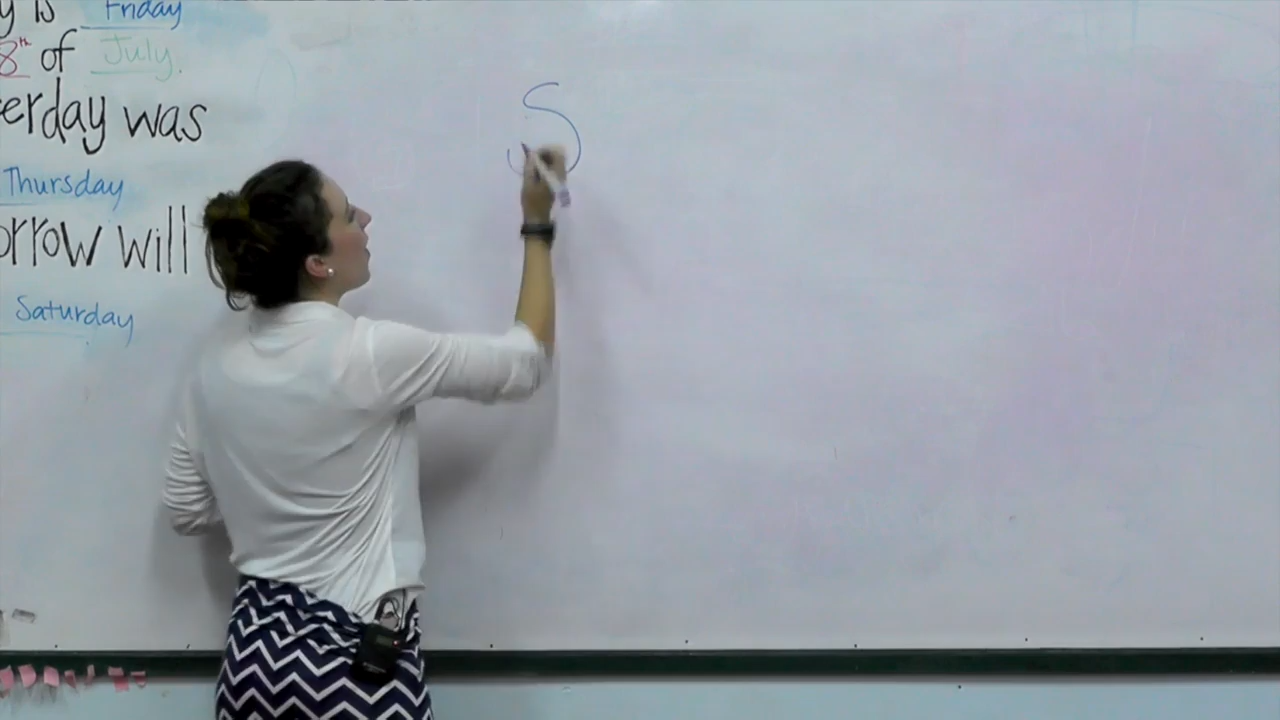 y is Friday
8th of July.
erday was
Thursday
orrow will
Saturday
S